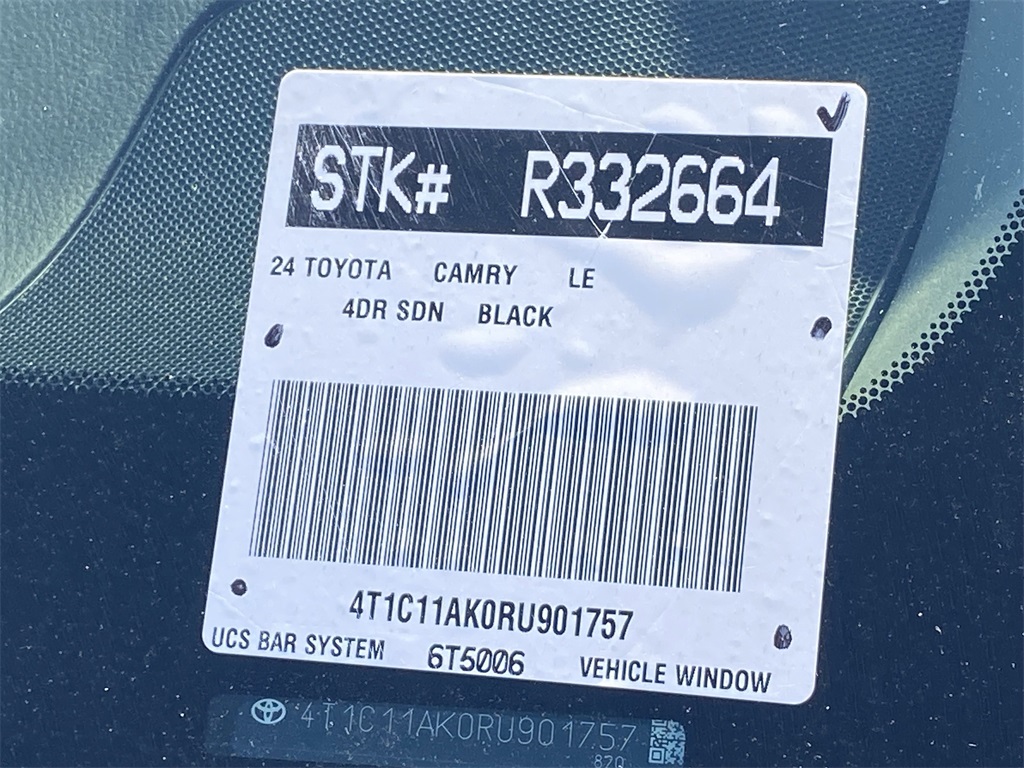 STK# R332664
24 TOYOTA CAMRY LE
4DR SDN BLACK
4T1C11AK0RU901757
UCS BAR SYSTEM 6T5006 VEHICLE WINDOW
4T1C11AK0RU901757